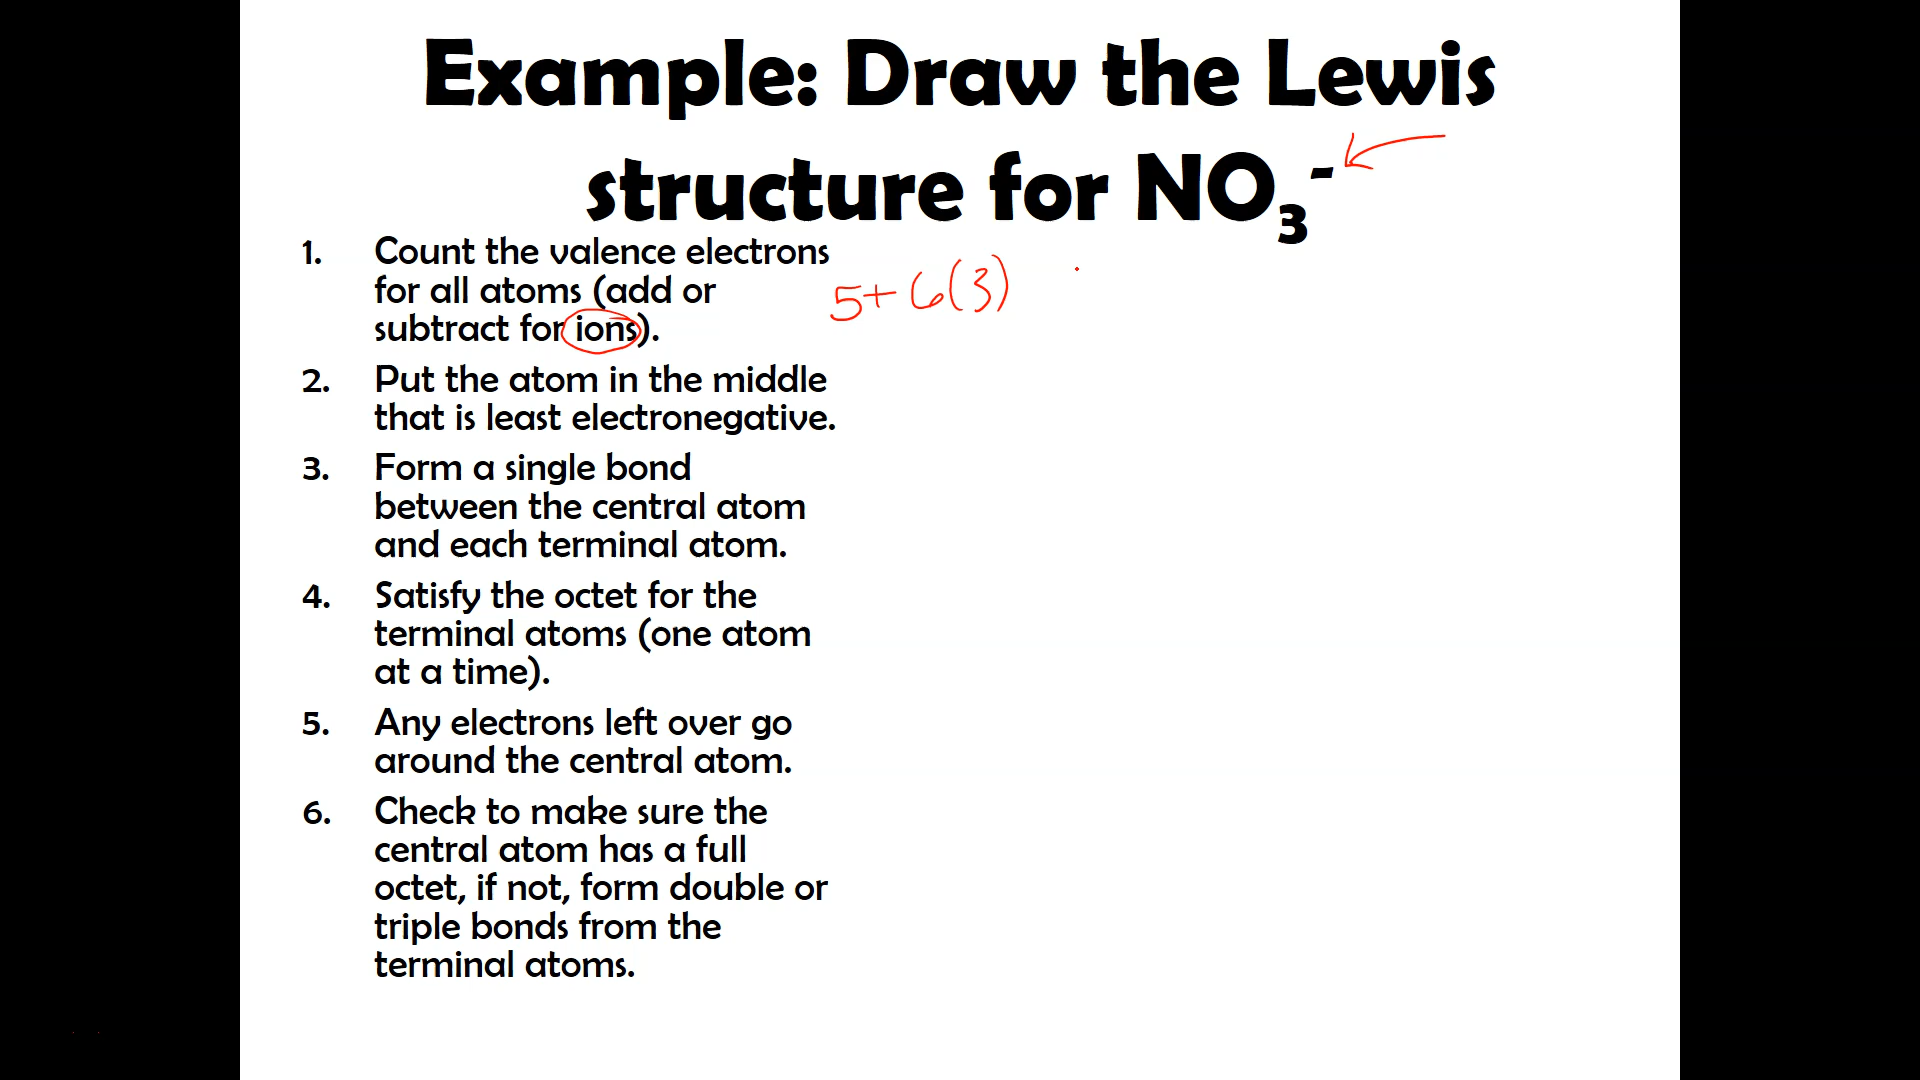 Example: Draw the Lewis
structure for NO₃⁻
1. Count the valence electrons
for all atoms (add or
subtract for ions).
5+ 6(3)
2. Put the atom in the middle
that is least electronegative.
3. Form a single bond
between the central atom
and each terminal atom.
4. Satisfy the octet for the
terminal atoms (one atom
at a time).
5. Any electrons left over go
around the central atom.
6. Check to make sure the
central atom has a full
octet, if not, form double or
triple bonds from the
terminal atoms.